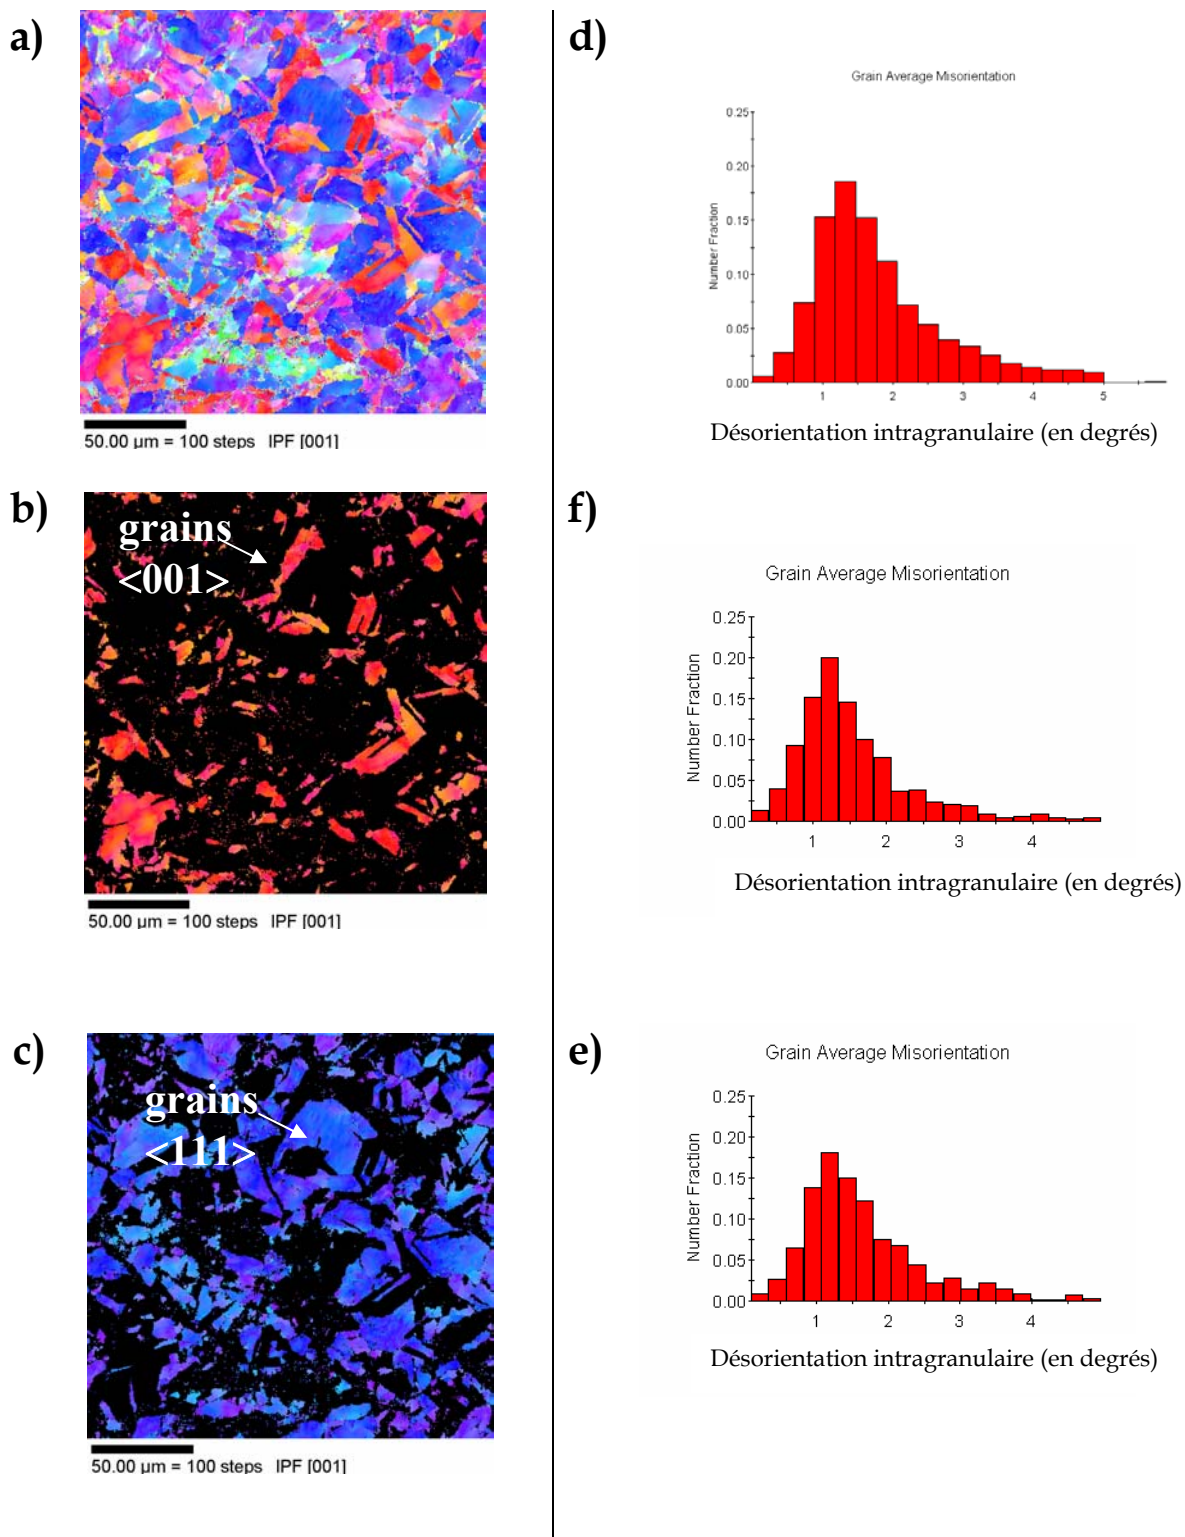 a)
50.00 µm = 100 steps IPF [001]
d)
Grain Average Misorientation
Number Fraction
0.25
0.20
0.15
0.10
0.05
0.00
1 2 3 4 5
Désorientation intragranulaire (en degrés)
b)
grains
<001>
50.00 µm = 100 steps IPF [001]
f)
Grain Average Misorientation
Number Fraction
0.25
0.20
0.15
0.10
0.05
0.00
1 2 3 4
Désorientation intragranulaire (en degrés)
c)
grains
<111>
50.00 µm = 100 steps IPF [001]
e)
Grain Average Misorientation
Number Fraction
0.25
0.20
0.15
0.10
0.05
0.00
1 2 3 4
Désorientation intragranulaire (en degrés)